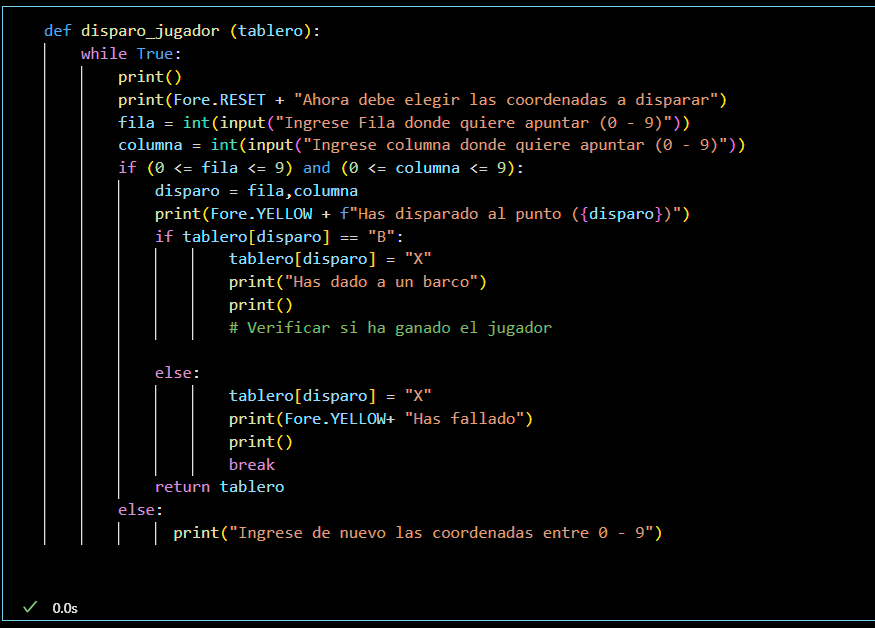 def disparo_jugador (tablero):
    while True:
        print()
        print(Fore.RESET + "Ahora debe elegir las coordenadas a disparar")
        fila = int(input("Ingrese Fila donde quiere apuntar (0 - 9)"))
        columna = int(input("Ingrese columna donde quiere apuntar (0 - 9)"))
        if (0 <= fila <= 9) and (0 <= columna <= 9):
            disparo = fila,columna
            print(Fore.YELLOW + f"Has disparado al punto ({disparo})")
            if tablero[disparo] == "B":
                    tablero[disparo] = "X"
                    print("Has dado a un barco")
                    print()
                    # Verificar si ha ganado el jugador
            else:
                    tablero[disparo] = "X"
                    print(Fore.YELLOW+ "Has fallado")
                    print()
                    break
            return tablero
        else:
              print("Ingrese de nuevo las coordenadas entre 0 - 9")
✓ 0.0s